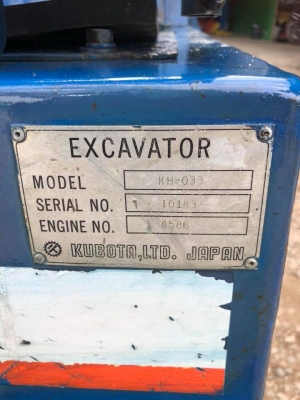 EXCAVATOR
MODEL KH-033
SERIAL NO. 10183
ENGINE NO. 4586
KUBOTA,LTD. JAPAN